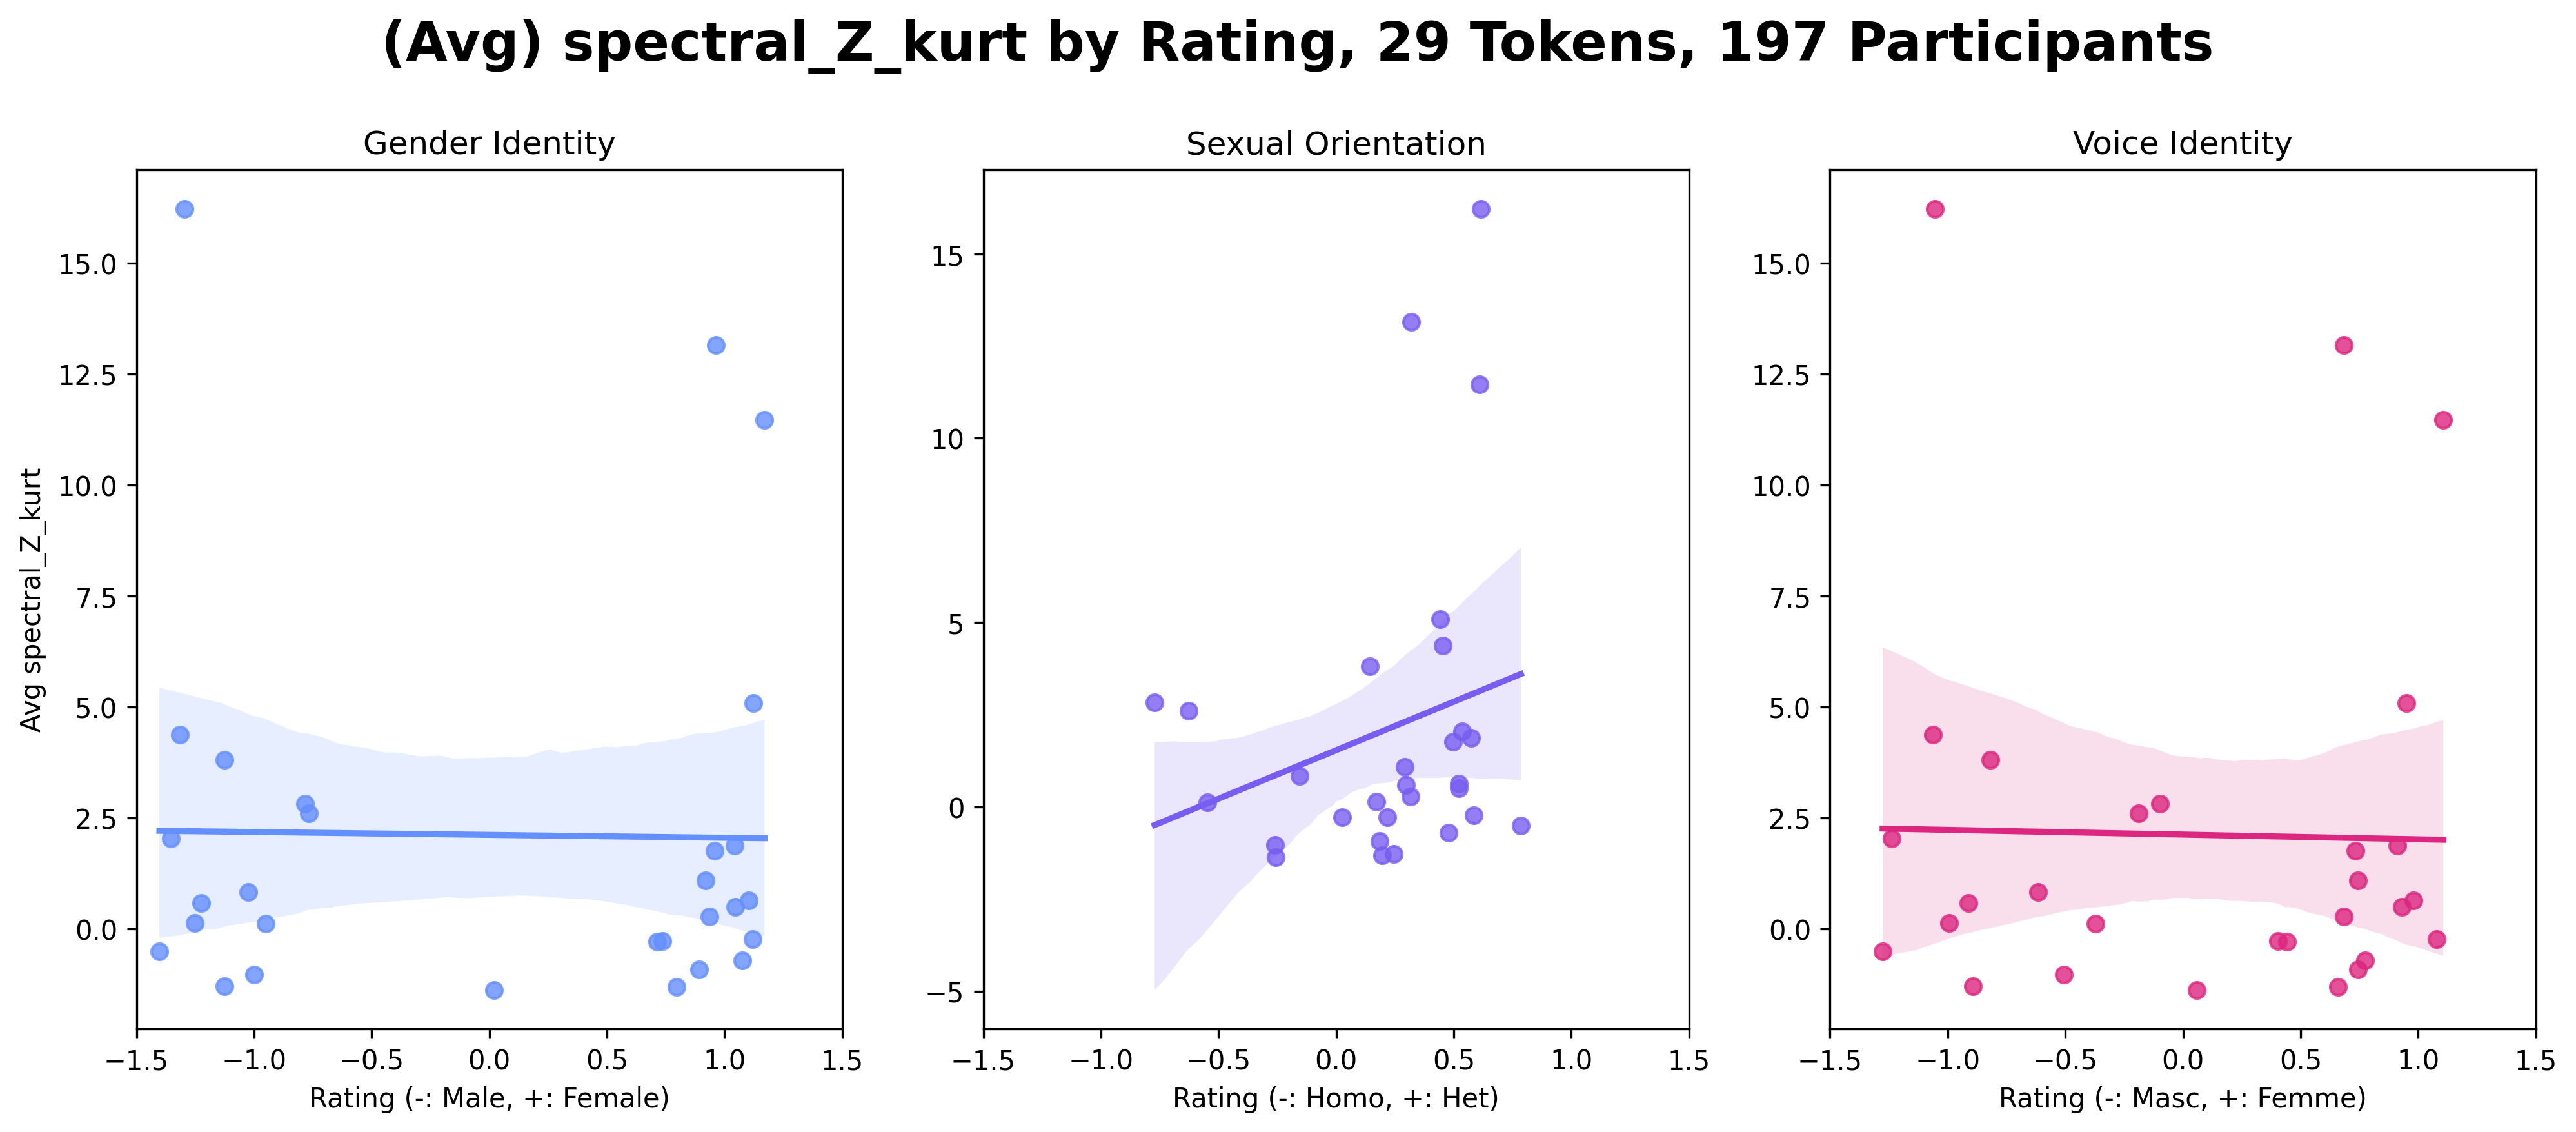 (Avg) spectral_Z_kurt by Rating, 29 Tokens, 197 Participants
Gender Identity
Avg spectral_Z_kurt
15.0
12.5
10.0
7.5
5.0
2.5
0.0
−1.5 −1.0 −0.5 0.0 0.5 1.0 1.5
Rating (-: Male, +: Female)
Sexual Orientation
15
10
5
0
−5
−1.5 −1.0 −0.5 0.0 0.5 1.0 1.5
Rating (-: Homo, +: Het)
Voice Identity
15.0
12.5
10.0
7.5
5.0
2.5
0.0
−1.5 −1.0 −0.5 0.0 0.5 1.0 1.5
Rating (-: Masc, +: Femme)